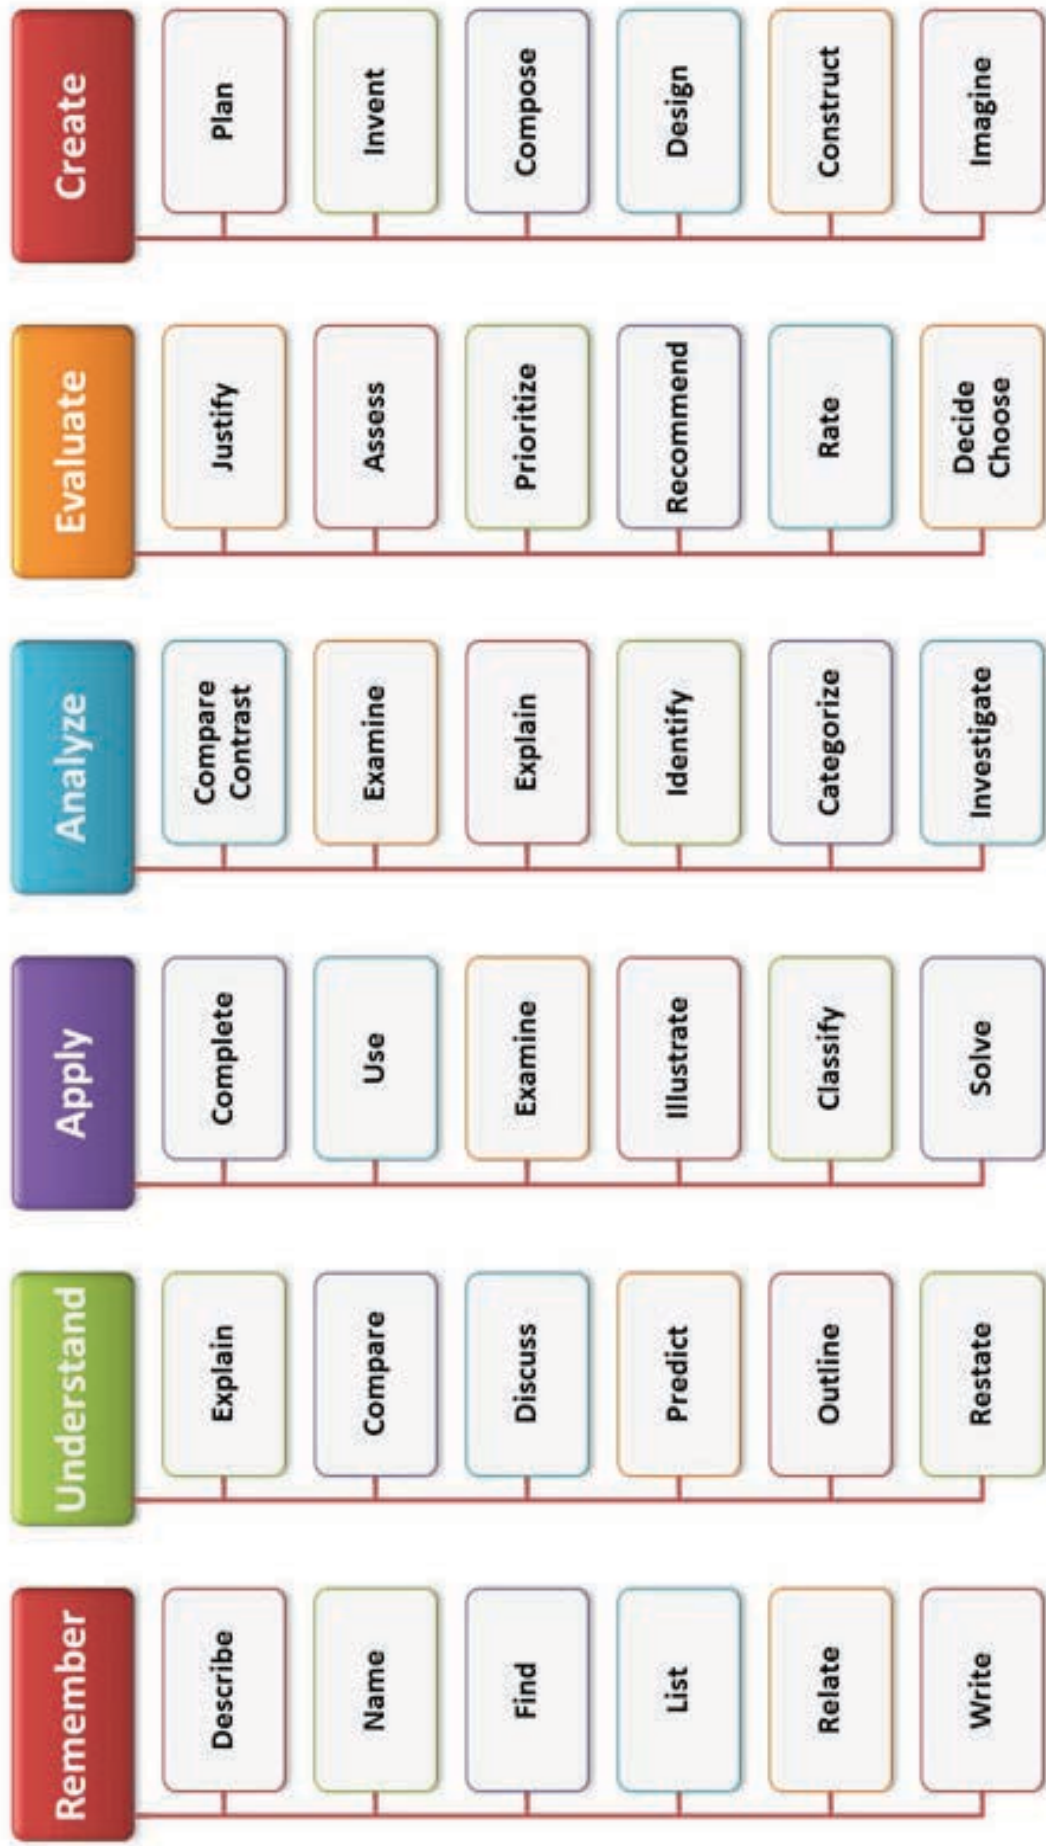 Remember
Describe
Name
Find
List
Relate
Write
Understand
Explain
Compare
Discuss
Predict
Outline
Restate
Apply
Complete
Use
Examine
Illustrate
Classify
Solve
Analyze
Compare
Contrast
Examine
Explain
Identify
Categorize
Investigate
Evaluate
Justify
Assess
Prioritize
Recommend
Rate
Decide
Choose
Create
Plan
Invent
Compose
Design
Construct
Imagine